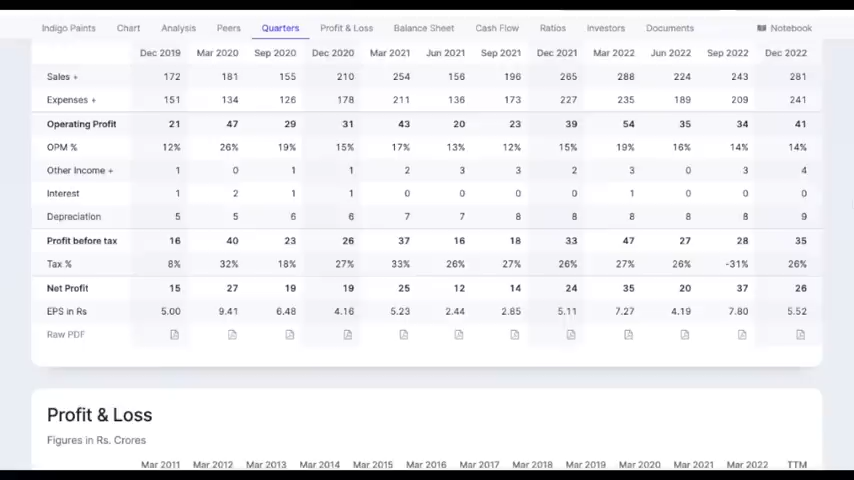 Indigo Paints Chart Analysis Peers Quarters Profit & Loss Balance Sheet Cash Flow Ratios Investors Documents Notebook
Dec 2019 Mar 2020 Sep 2020 Dec 2020 Mar 2021 Jun 2021 Sep 2021 Dec 2021 Mar 2022 Jun 2022 Sep 2022 Dec 2022
Sales + 172 181 155 210 254 156 196 265 288 224 243 281
Expenses + 151 134 126 178 211 136 173 227 235 189 209 241
Operating Profit 21 47 29 31 43 20 23 39 54 35 34 41
OPM % 12% 26% 19% 15% 17% 13% 12% 15% 19% 16% 14% 14%
Other Income + 1 0 1 1 2 3 3 2 3 0 3 4
Interest 1 2 1 1 0 0 0 0 1 0 0 0
Depreciation 5 5 6 6 7 7 8 8 8 8 8 9
Profit before tax 16 40 23 26 37 16 18 33 47 27 28 35
Tax % 8% 32% 18% 27% 33% 26% 27% 26% 27% 26% -31% 26%
Net Profit 15 27 19 19 25 12 14 24 35 20 37 26
EPS in Rs 5.00 9.41 6.48 4.16 5.23 2.44 2.85 5.11 7.27 4.19 7.80 5.52
Raw PDF
Profit & Loss
Figures in Rs. Crores
Mar 2011 Mar 2012 Mar 2013 Mar 2014 Mar 2015 Mar 2016 Mar 2017 Mar 2018 Mar 2019 Mar 2020 Mar 2021 Mar 2022 TTM